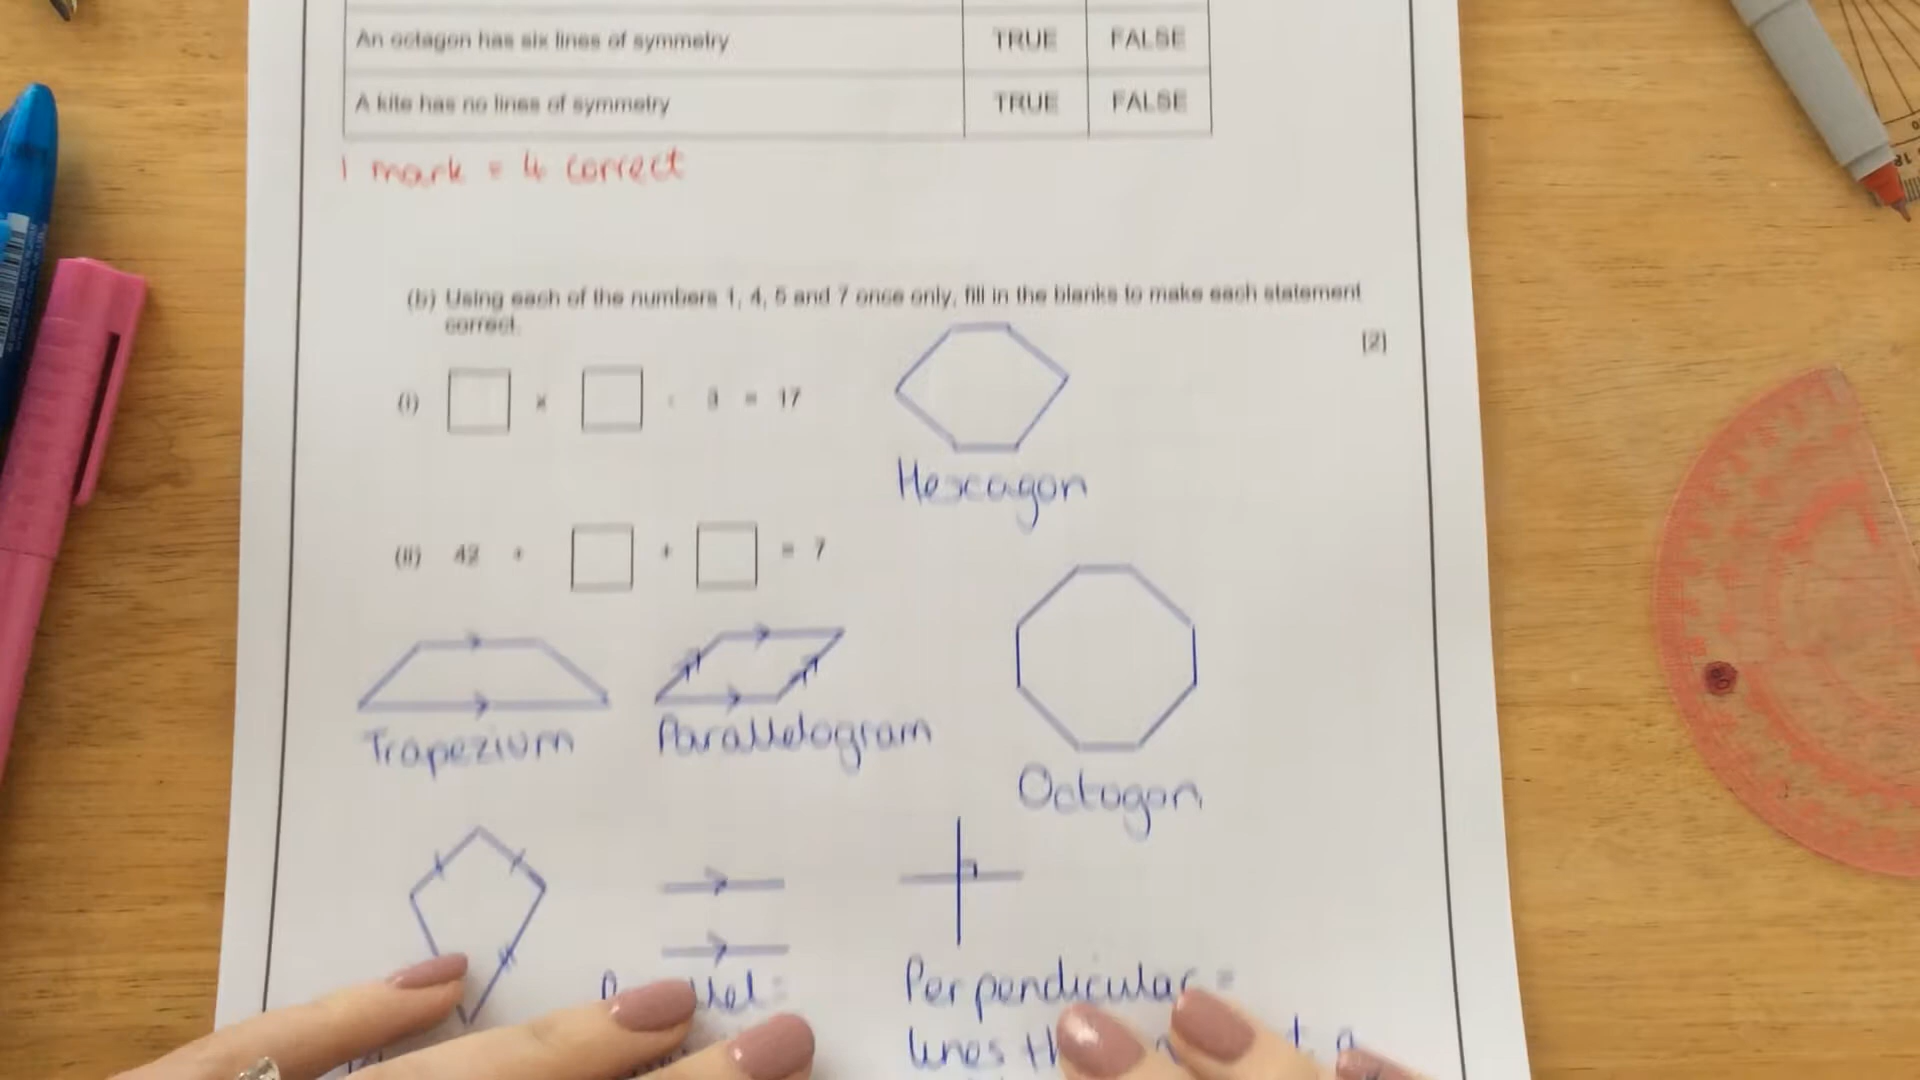 An octagon has six lines of symmetry TRUE FALSE
A kite has no lines of symmetry TRUE FALSE
1 mark = 4 correct
(b) Using each of the numbers 1, 4, 5 and 7 once only, fill in the blanks to make each statement
correct.
[2]
(i) × 3 = 17
Hexagon
(ii) 42 = 7
Trapezium Parallelogram
Octagon
Perpendicular =
lines